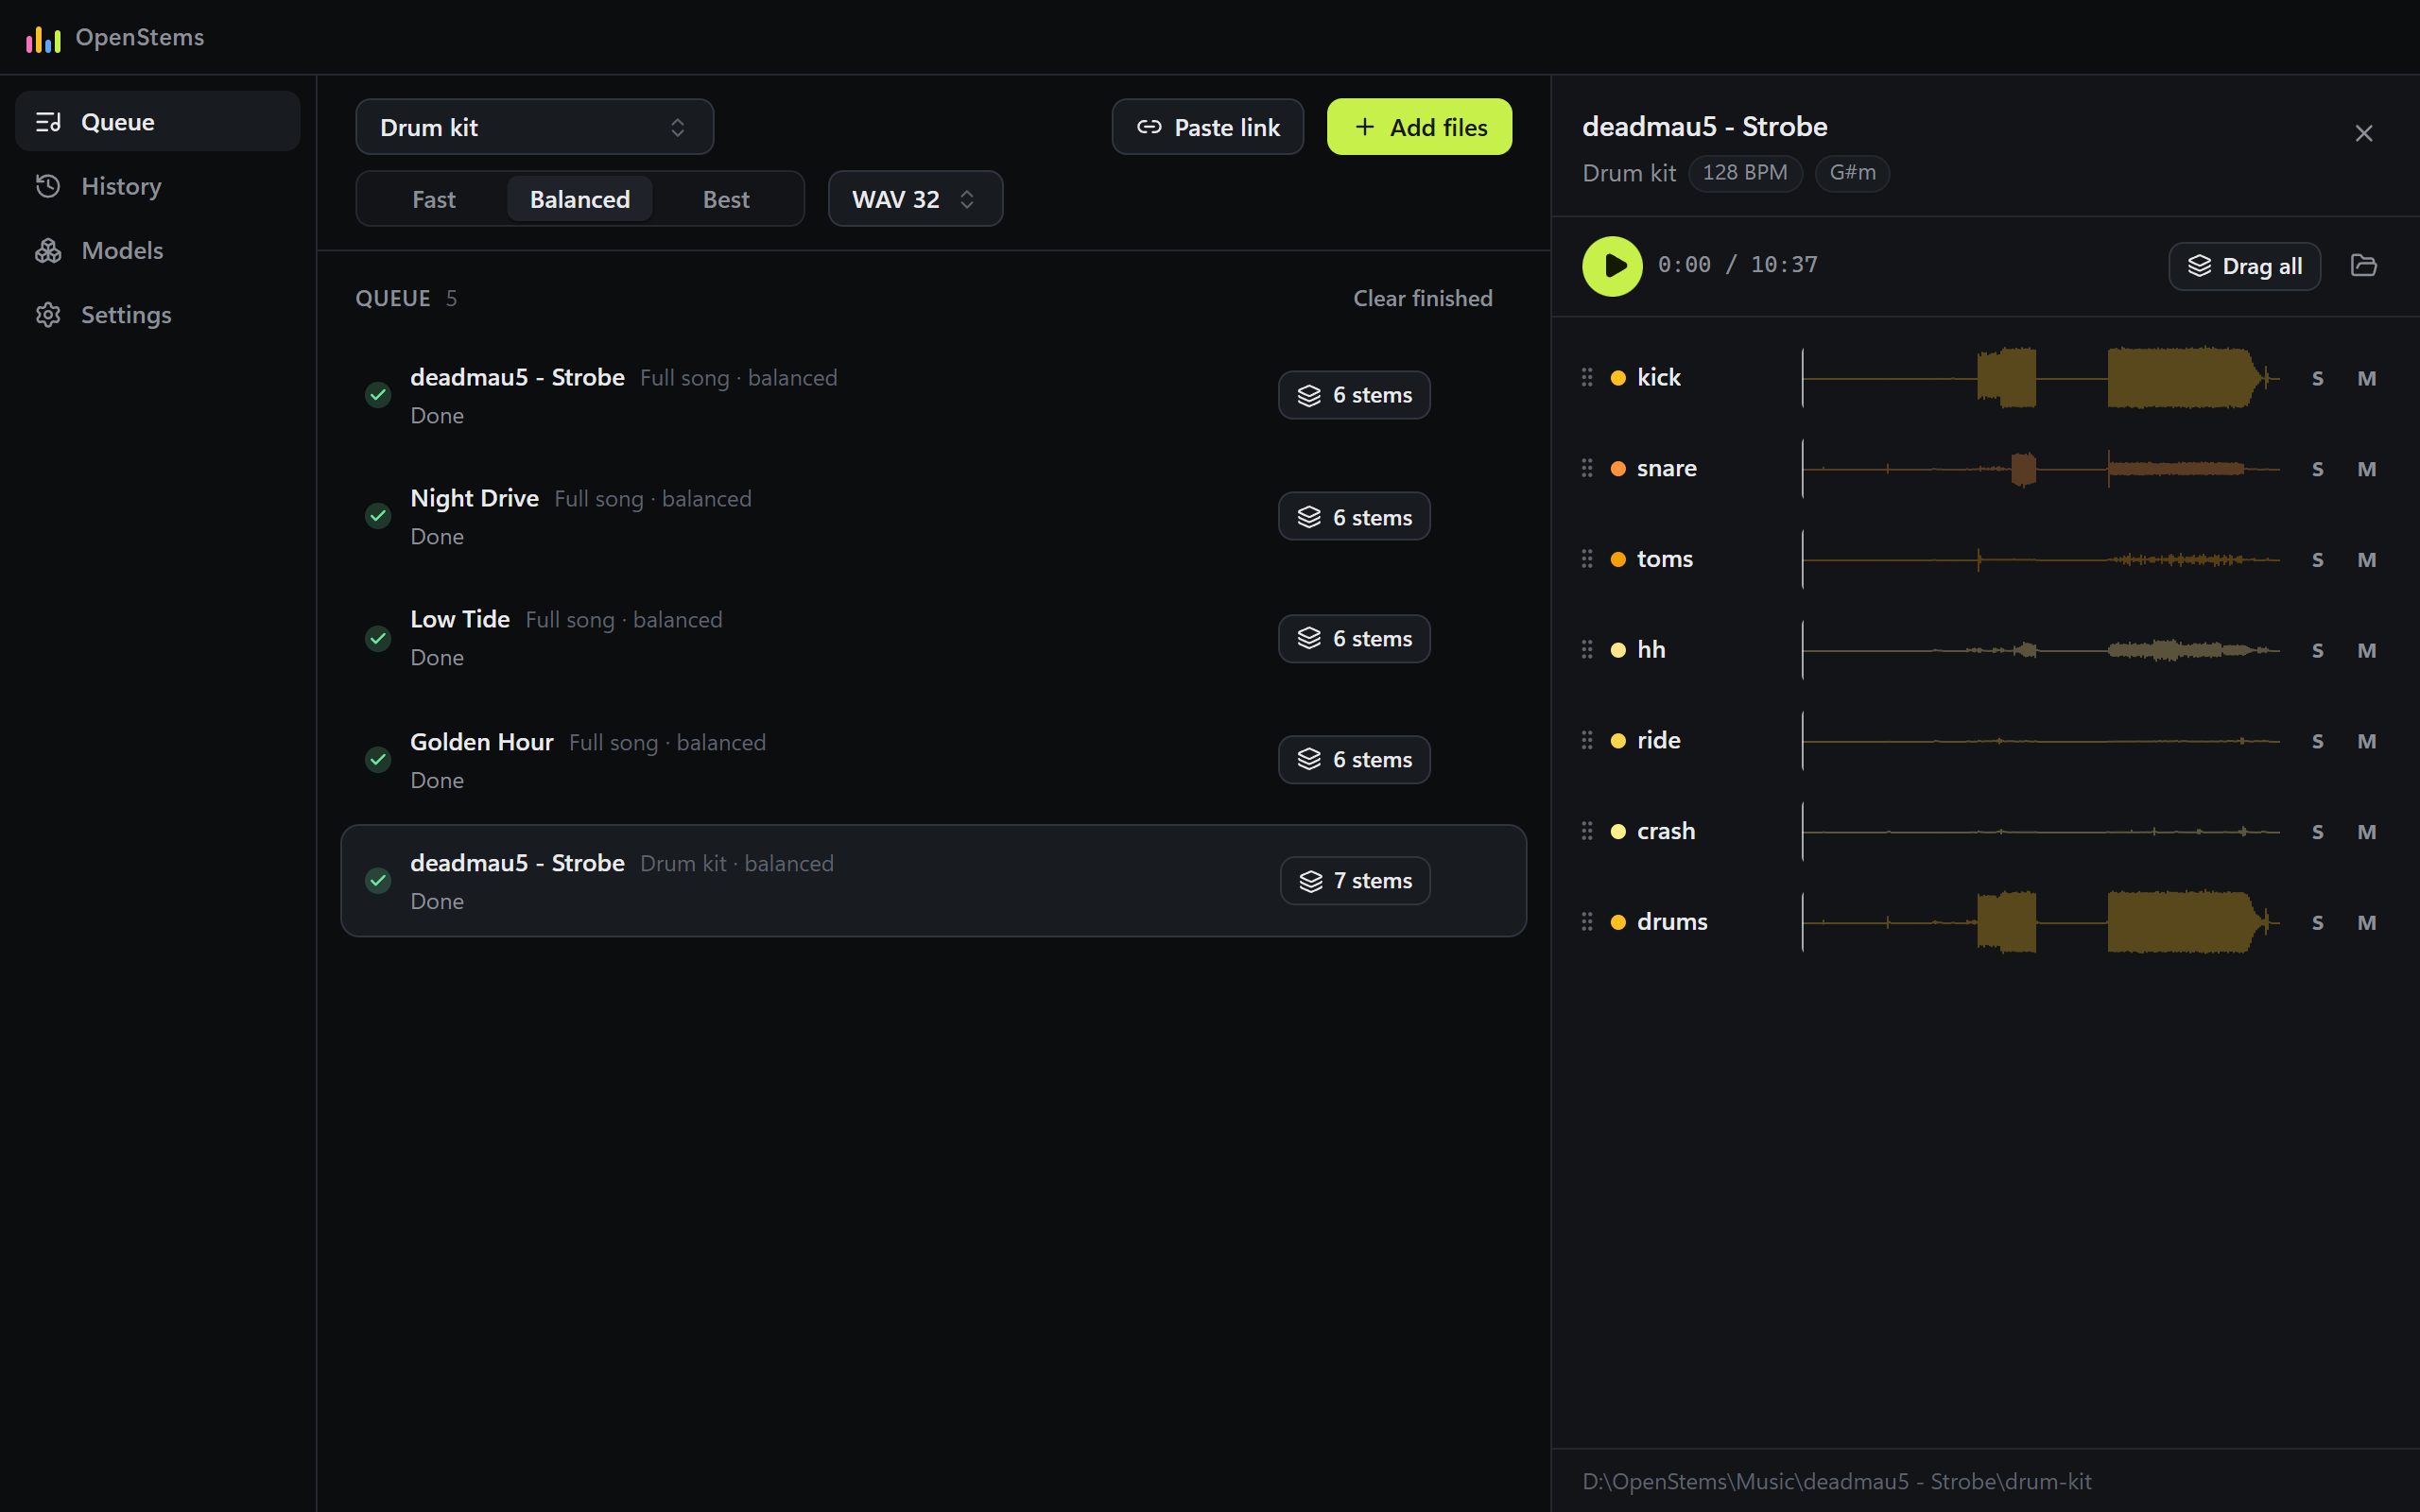 OpenStems
Queue
History
Models
Settings
Drum kit
Paste link
Add files
Fast
Balanced
Best
WAV 32
QUEUE 5
Clear finished
deadmau5 - Strobe Full song · balanced
Done
6 stems
Night Drive Full song · balanced
Done
6 stems
Low Tide Full song · balanced
Done
6 stems
Golden Hour Full song · balanced
Done
6 stems
deadmau5 - Strobe Drum kit · balanced
Done
7 stems
deadmau5 - Strobe
Drum kit 128 BPM G#m
0:00 / 10:37
Drag all
kick S M
snare S M
toms S M
hh S M
ride S M
crash S M
drums S M
D:\OpenStems\Music\deadmau5 - Strobe\drum-kit